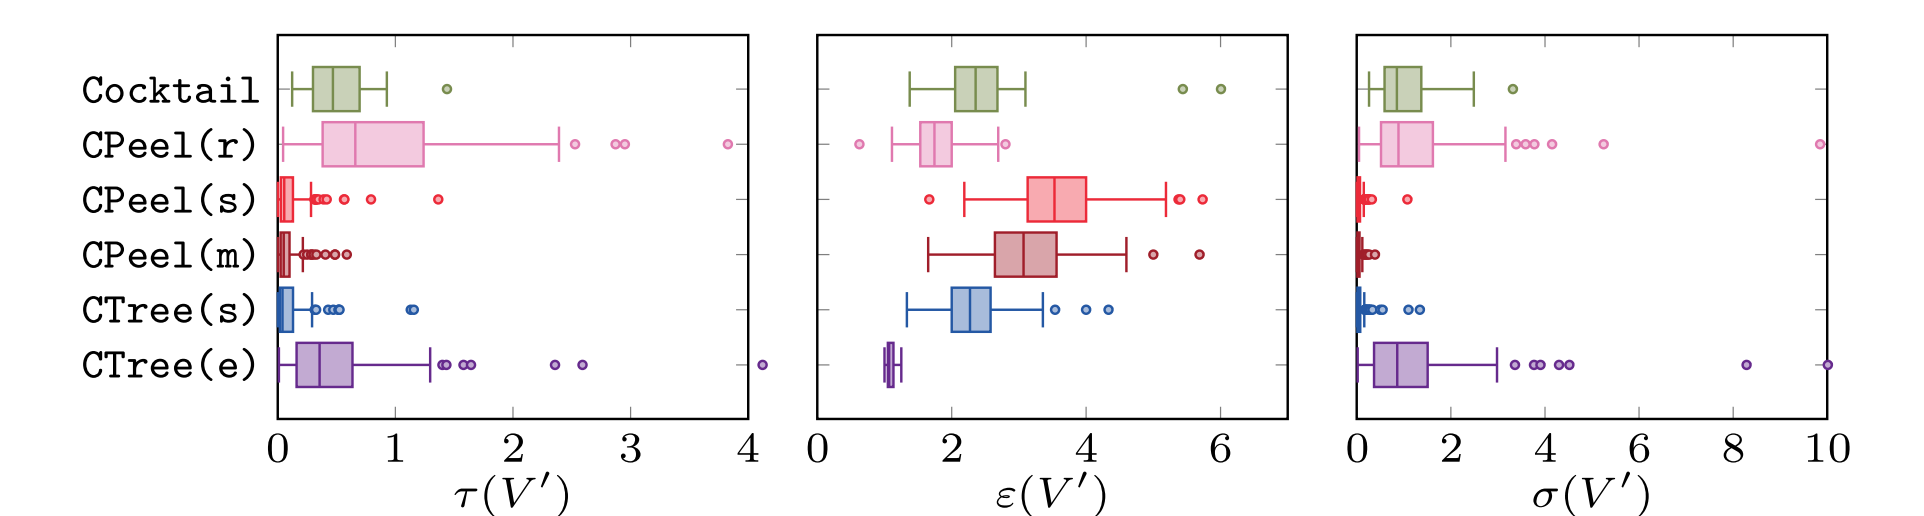 Cocktail
CPeel(r)
CPeel(s)
CPeel(m)
CTree(s)
CTree(e)
0 1 2 3 4
τ(V′)
0 2 4 6
ε(V′)
0 2 4 6 8 10
σ(V′)